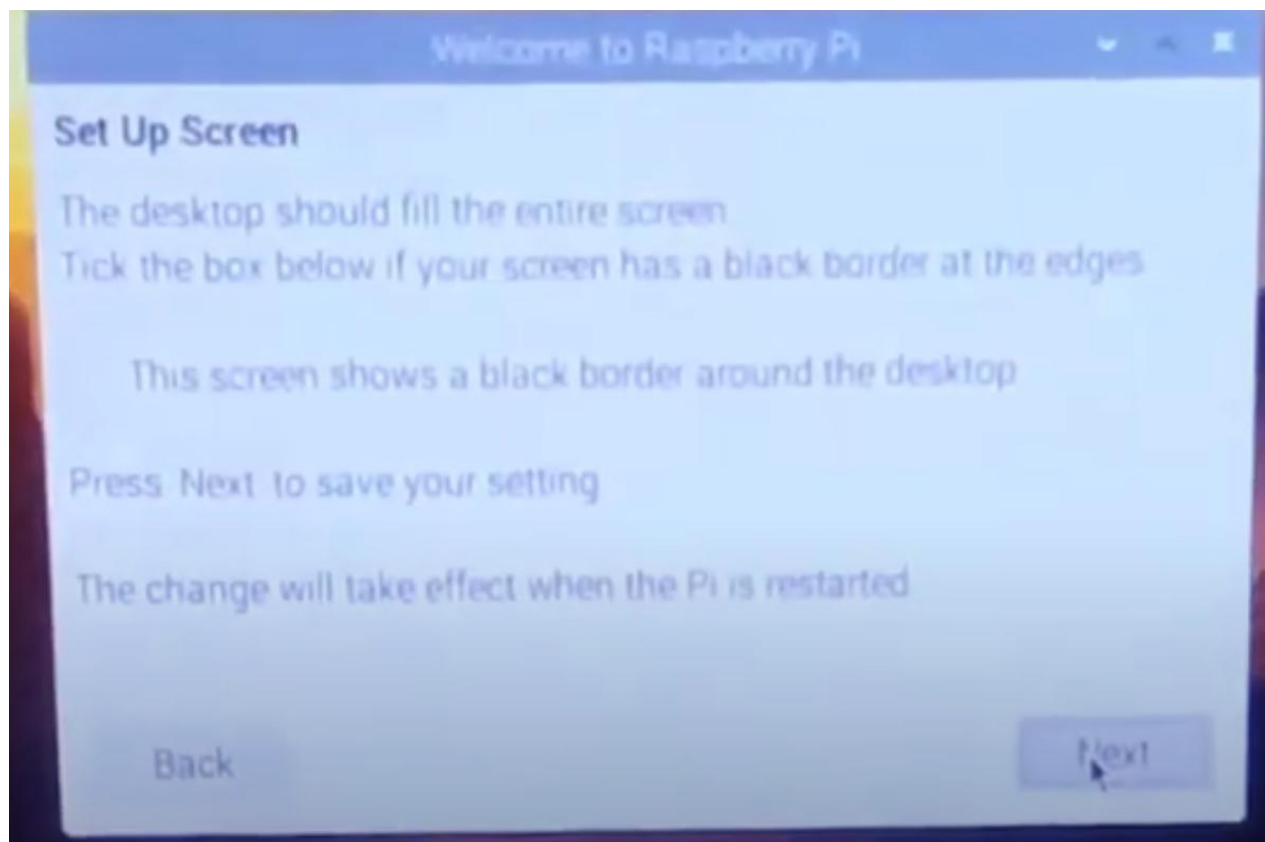 Welcome to Raspberry Pi
Set Up Screen
The desktop should fill the entire screen
Tick the box below if your screen has a black border at the edges
This screen shows a black border around the desktop
Press Next to save your setting
The change will take effect when the Pi is restarted
Back
Next